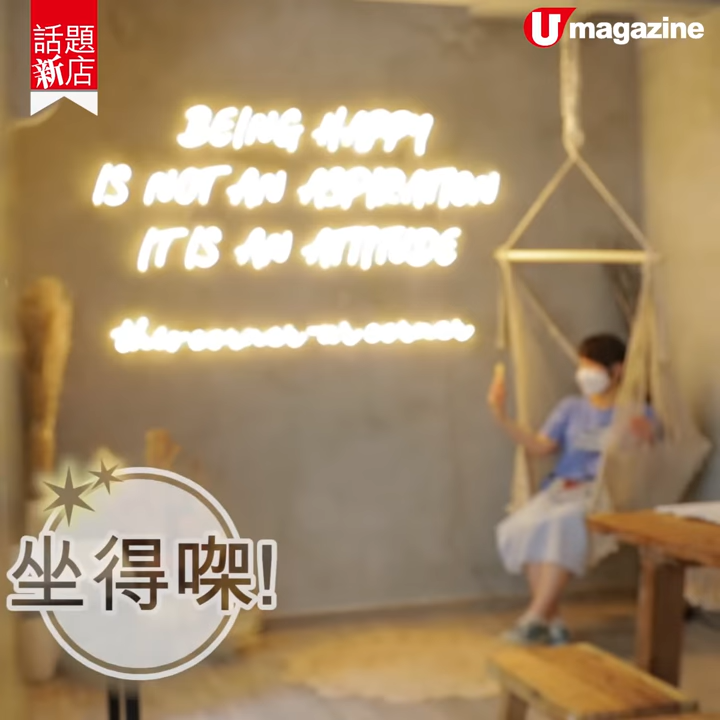 話題
新店
U magazine
BEING HAPPY
IS NOT AN ASPIRATION
IT IS AN ATTITUDE
坐得㗎!